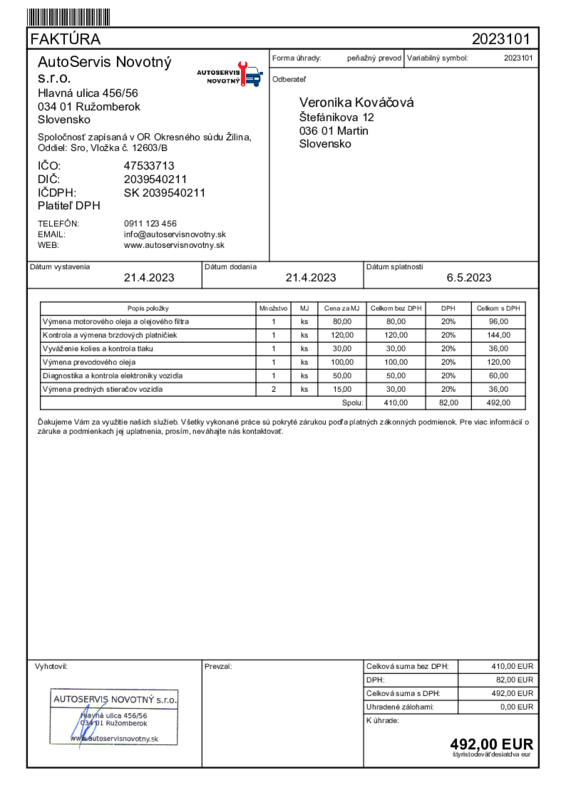 FAKTÚRA 2023101
AutoServis Novotný
s.r.o.
Hlavná ulica 456/56
034 01 Ružomberok
Slovensko
AUTOSERVIS
NOVOTNÝ
Spoločnosť zapísaná v OR Okresného súdu Žilina,
Oddiel: Sro, Vložka č. 12603/B
IČO: 47533713
DIČ: 2039540211
IČDPH: SK 2039540211
Platiteľ DPH
TELEFÓN: 0911 123 456
EMAIL: info@autoservisnovotny.sk
WEB: www.autoservisnovotny.sk
Forma úhrady: peňažný prevod Variabilný symbol: 2023101
Odberateľ
Veronika Kováčová
Štefánikova 12
036 01 Martin
Slovensko
Dátum vystavenia Dátum dodania Dátum splatnosti
21.4.2023 21.4.2023 6.5.2023
Popis položky Množstvo MJ Cena za MJ Celkom bez DPH DPH Celkom s DPH
Výmena motorového oleja a olejového filtra 1 ks 80,00 80,00 20% 96,00
Kontrola a výmena brzdových platničiek 1 ks 120,00 120,00 20% 144,00
Vyváženie kolies a kontrola tlaku 1 ks 30,00 30,00 20% 36,00
Výmena prevodového oleja 1 ks 100,00 100,00 20% 120,00
Diagnostika a kontrola elektroniky vozidla 1 ks 50,00 50,00 20% 60,00
Výmena predných stieračov vozidla 2 ks 15,00 30,00 20% 36,00
Spolu: 410,00 82,00 492,00
Ďakujeme Vám za využitie našich služieb. Všetky vykonané práce sú pokryté zárukou podľa platných zákonných podmienok. Pre viac informácií o
záruke a podmienkach jej uplatnenia, prosím, neváhajte nás kontaktovať.
Vyhotovil: Prevzal:
AUTOSERVIS NOVOTNÝ s.r.o.
Hlavná ulica 456/56
034 01 Ružomberok
www.autoservisnovotny.sk
Celková suma bez DPH: 410,00 EUR
DPH: 82,00 EUR
Celková suma s DPH: 492,00 EUR
Uhradené zálohami: 0,00 EUR
K úhrade:
492,00 EUR
štyristodeväťdesiatdva eur